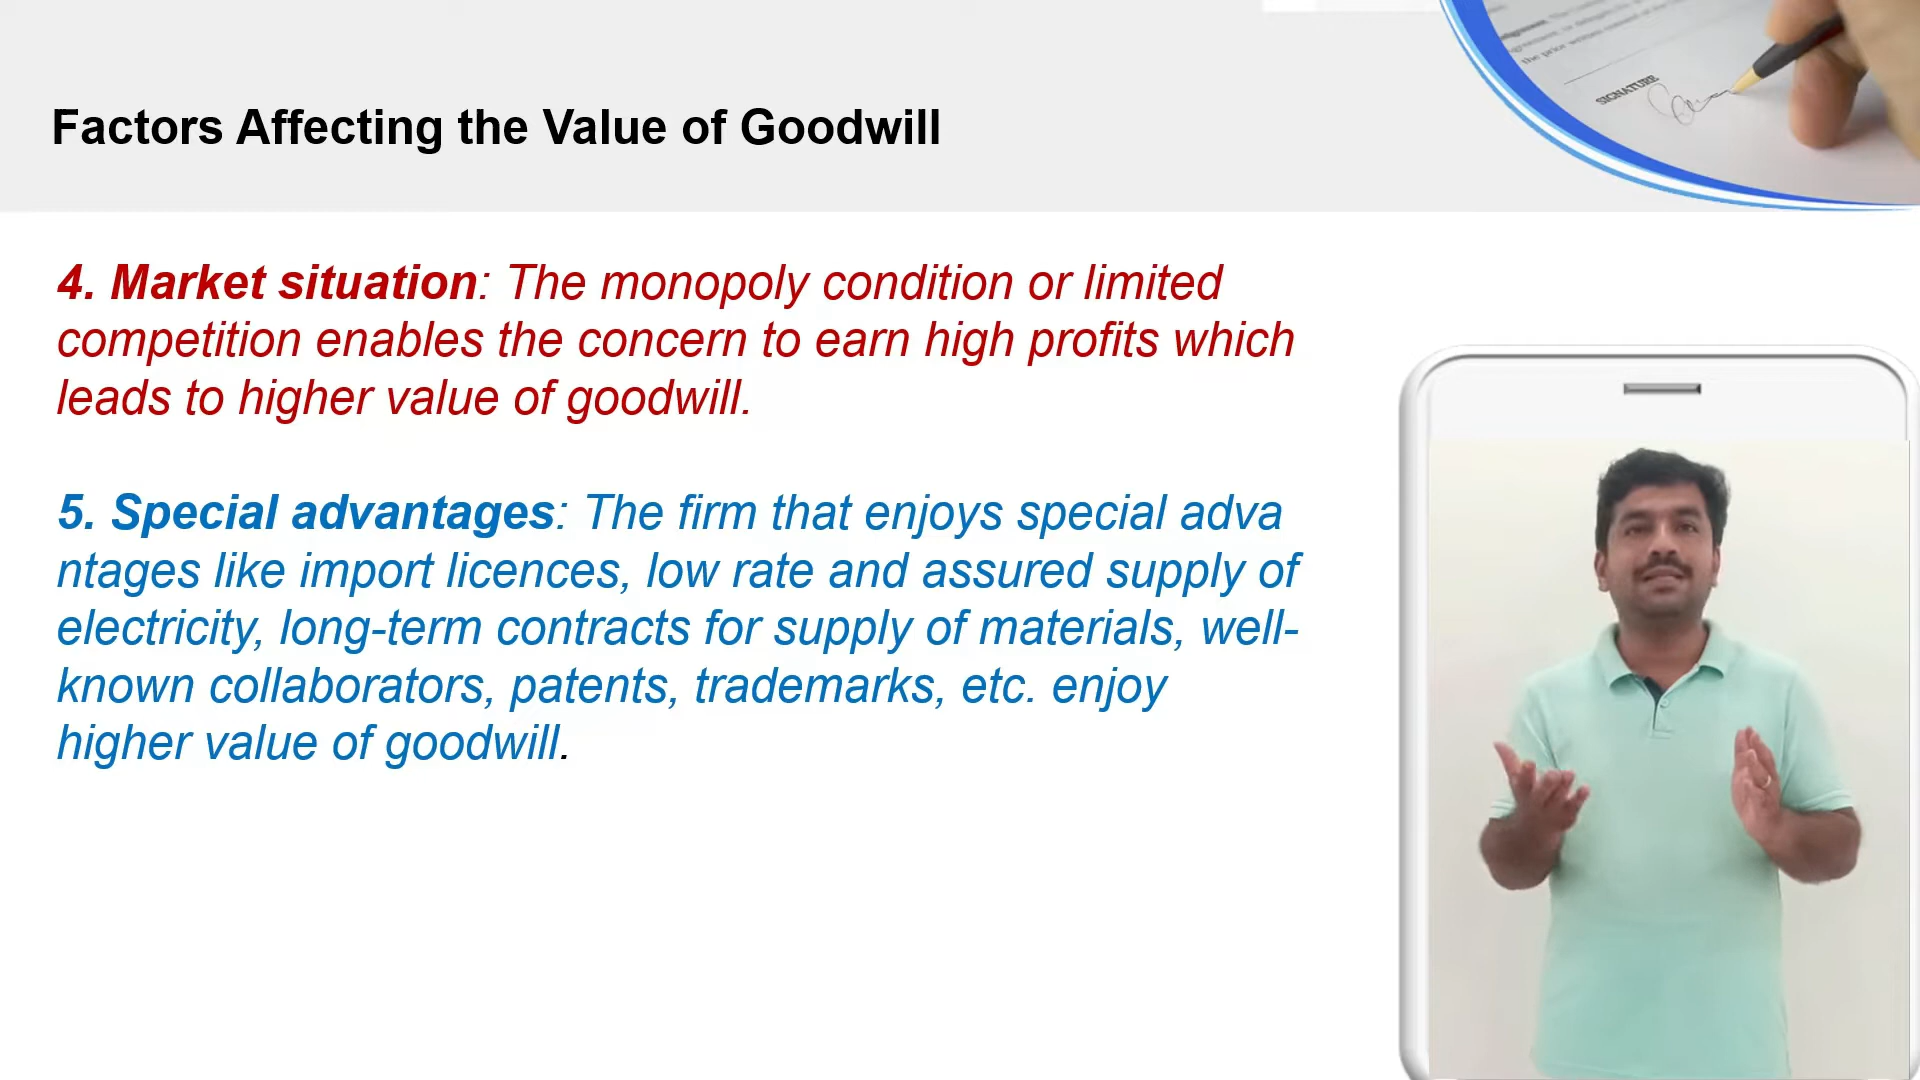 Factors Affecting the Value of Goodwill
SIGNATURE
4. Market situation: The monopoly condition or limited
competition enables the concern to earn high profits which
leads to higher value of goodwill.
5. Special advantages: The firm that enjoys special adva
ntages like import licences, low rate and assured supply of
electricity, long-term contracts for supply of materials, well-
known collaborators, patents, trademarks, etc. enjoy
higher value of goodwill.